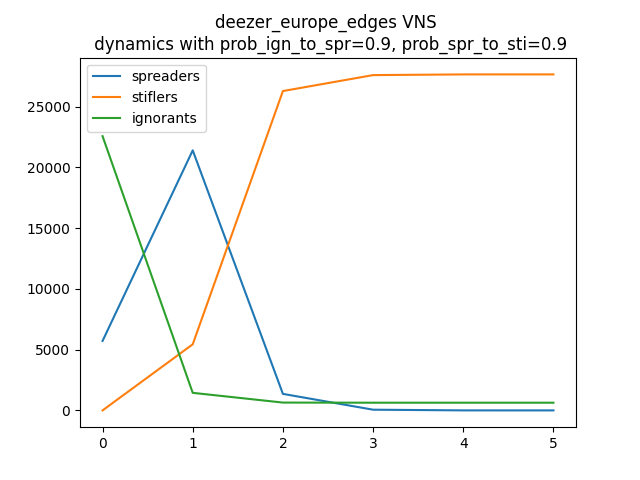 deezer_europe_edges VNS
dynamics with prob_ign_to_spr=0.9, prob_spr_to_sti=0.9
spreaders
stiflers
ignorants
25000
20000
15000
10000
5000
0
0 1 2 3 4 5